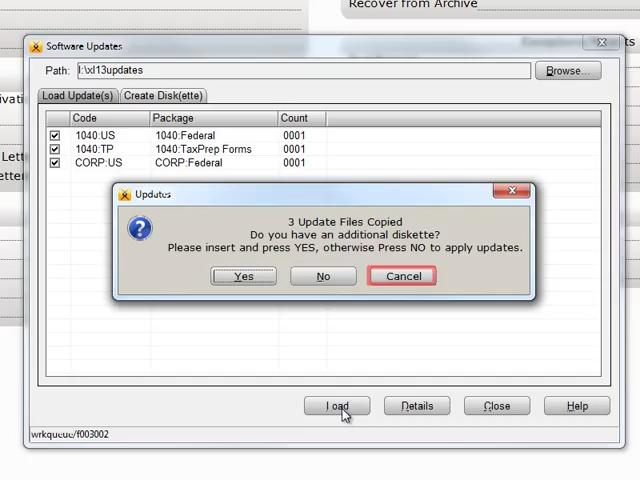 Recover from Archive
Software Updates
Path: I:\xl13updates Browse...
Load Update(s) Create Disk(ette)
Code Package Count
1040:US 1040:Federal 0001
1040:TP 1040:TaxPrep Forms 0001
CORP:US CORP:Federal 0001
Updates
3 Update Files Copied
Do you have an additional diskette?
Please insert and press YES, otherwise Press NO to apply updates.
Yes No Cancel
Load Details Close Help
wrkqueue/f003002